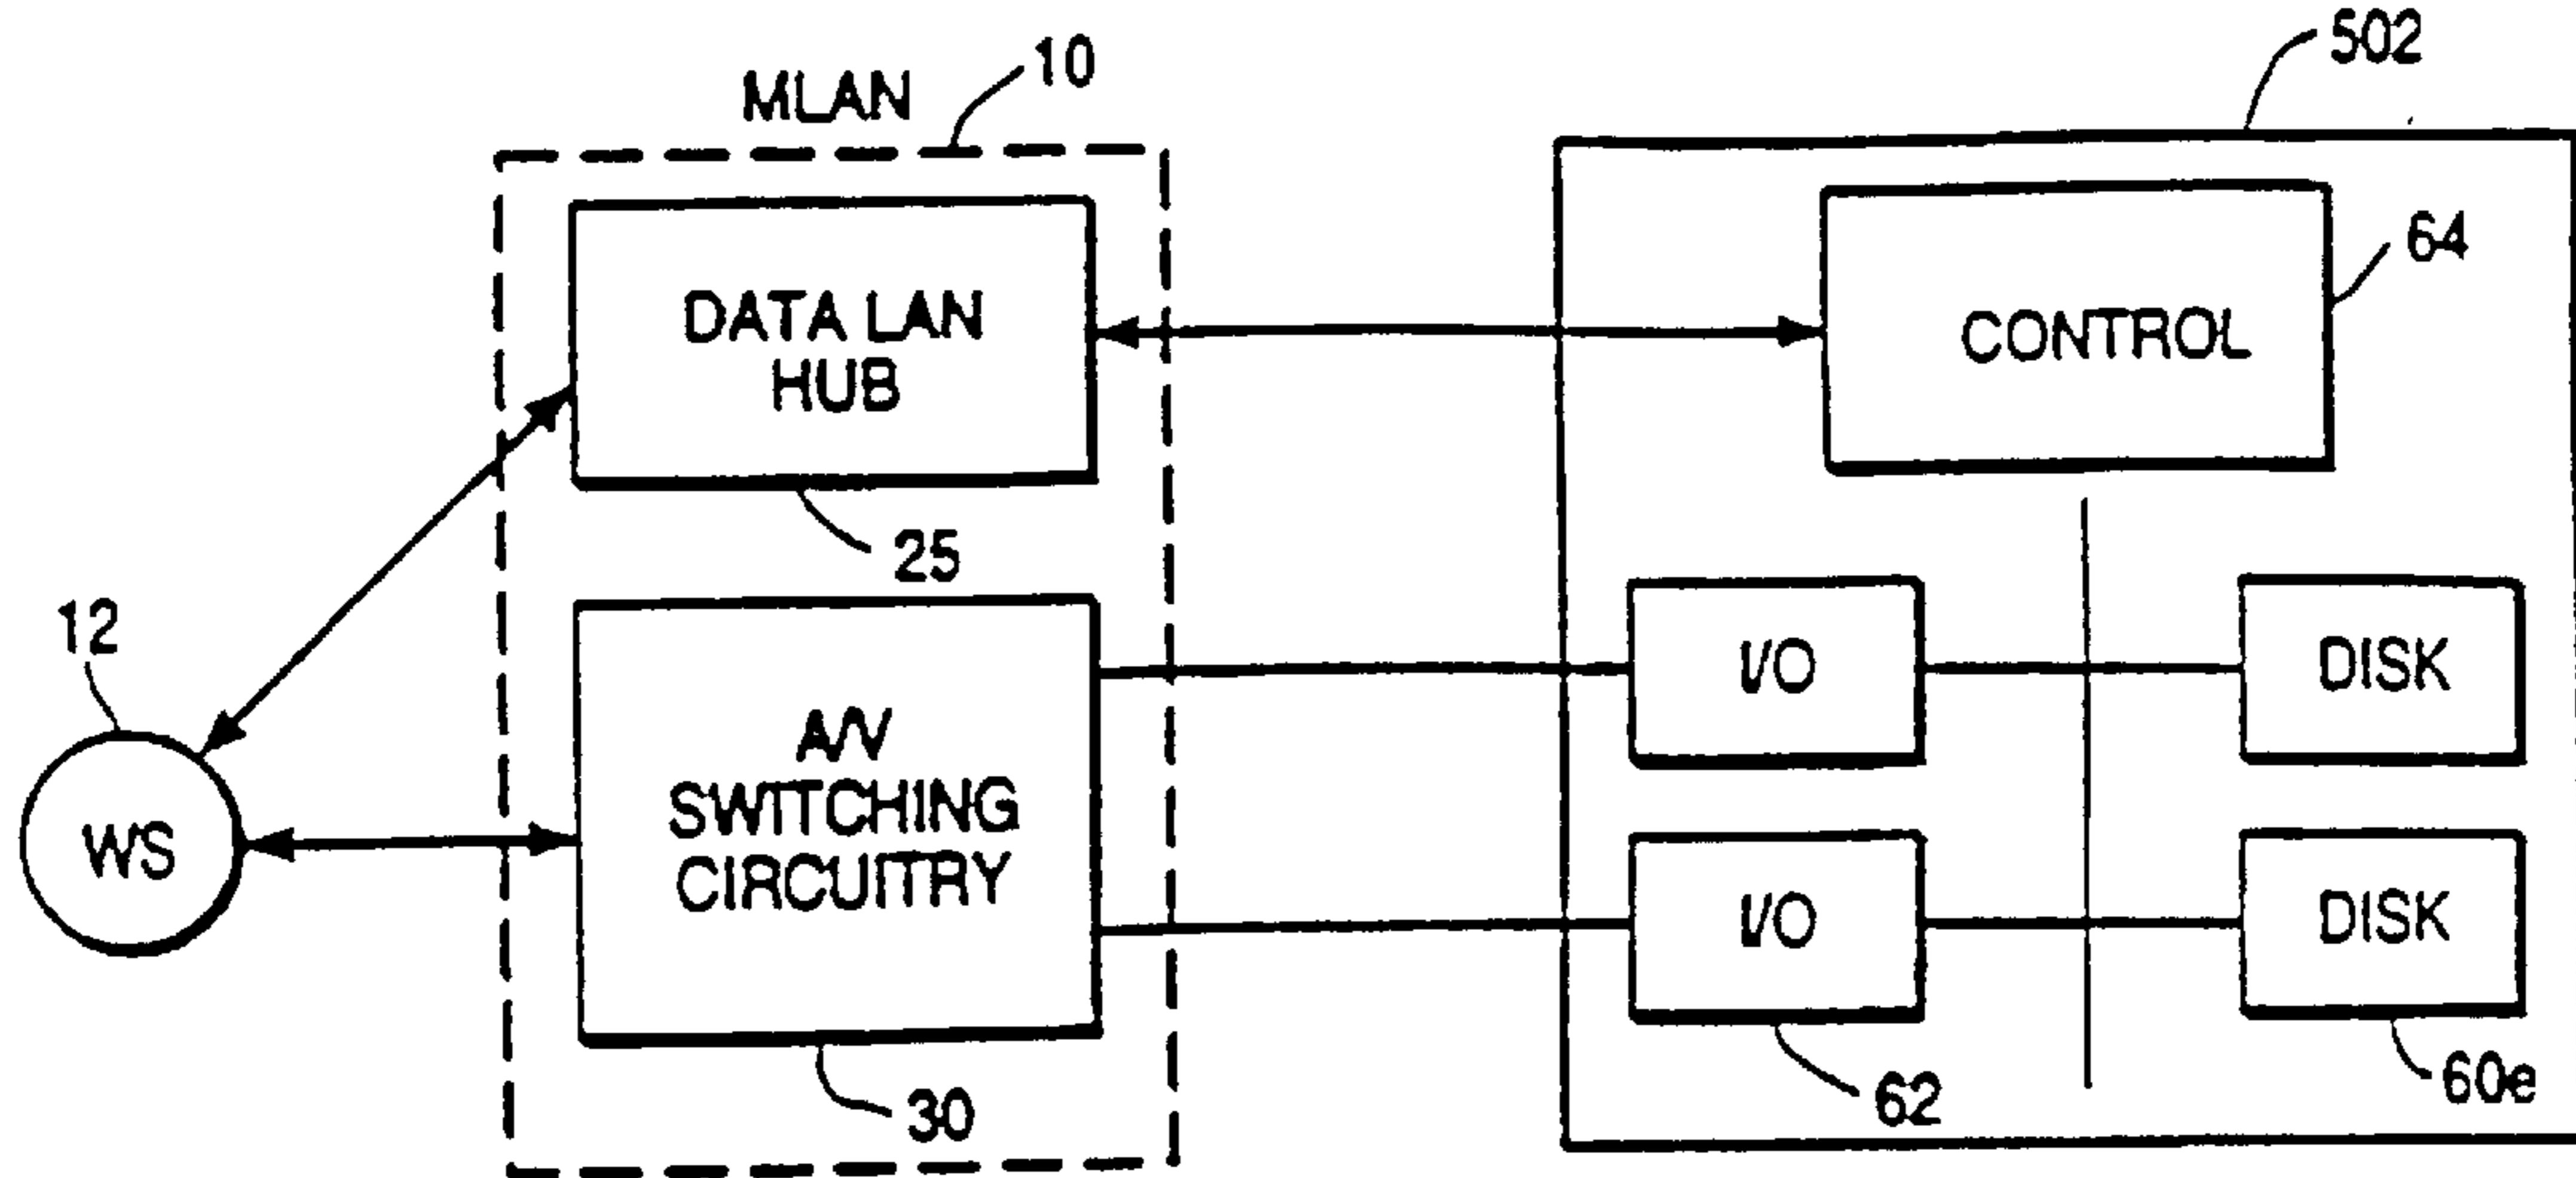 502
10
MLAN
64
DATA LAN
HUB
CONTROL
25
12
I/O
DISK
A/V
SWITCHING
CIRCUITRY
WS
I/O
DISK
30
62
60e